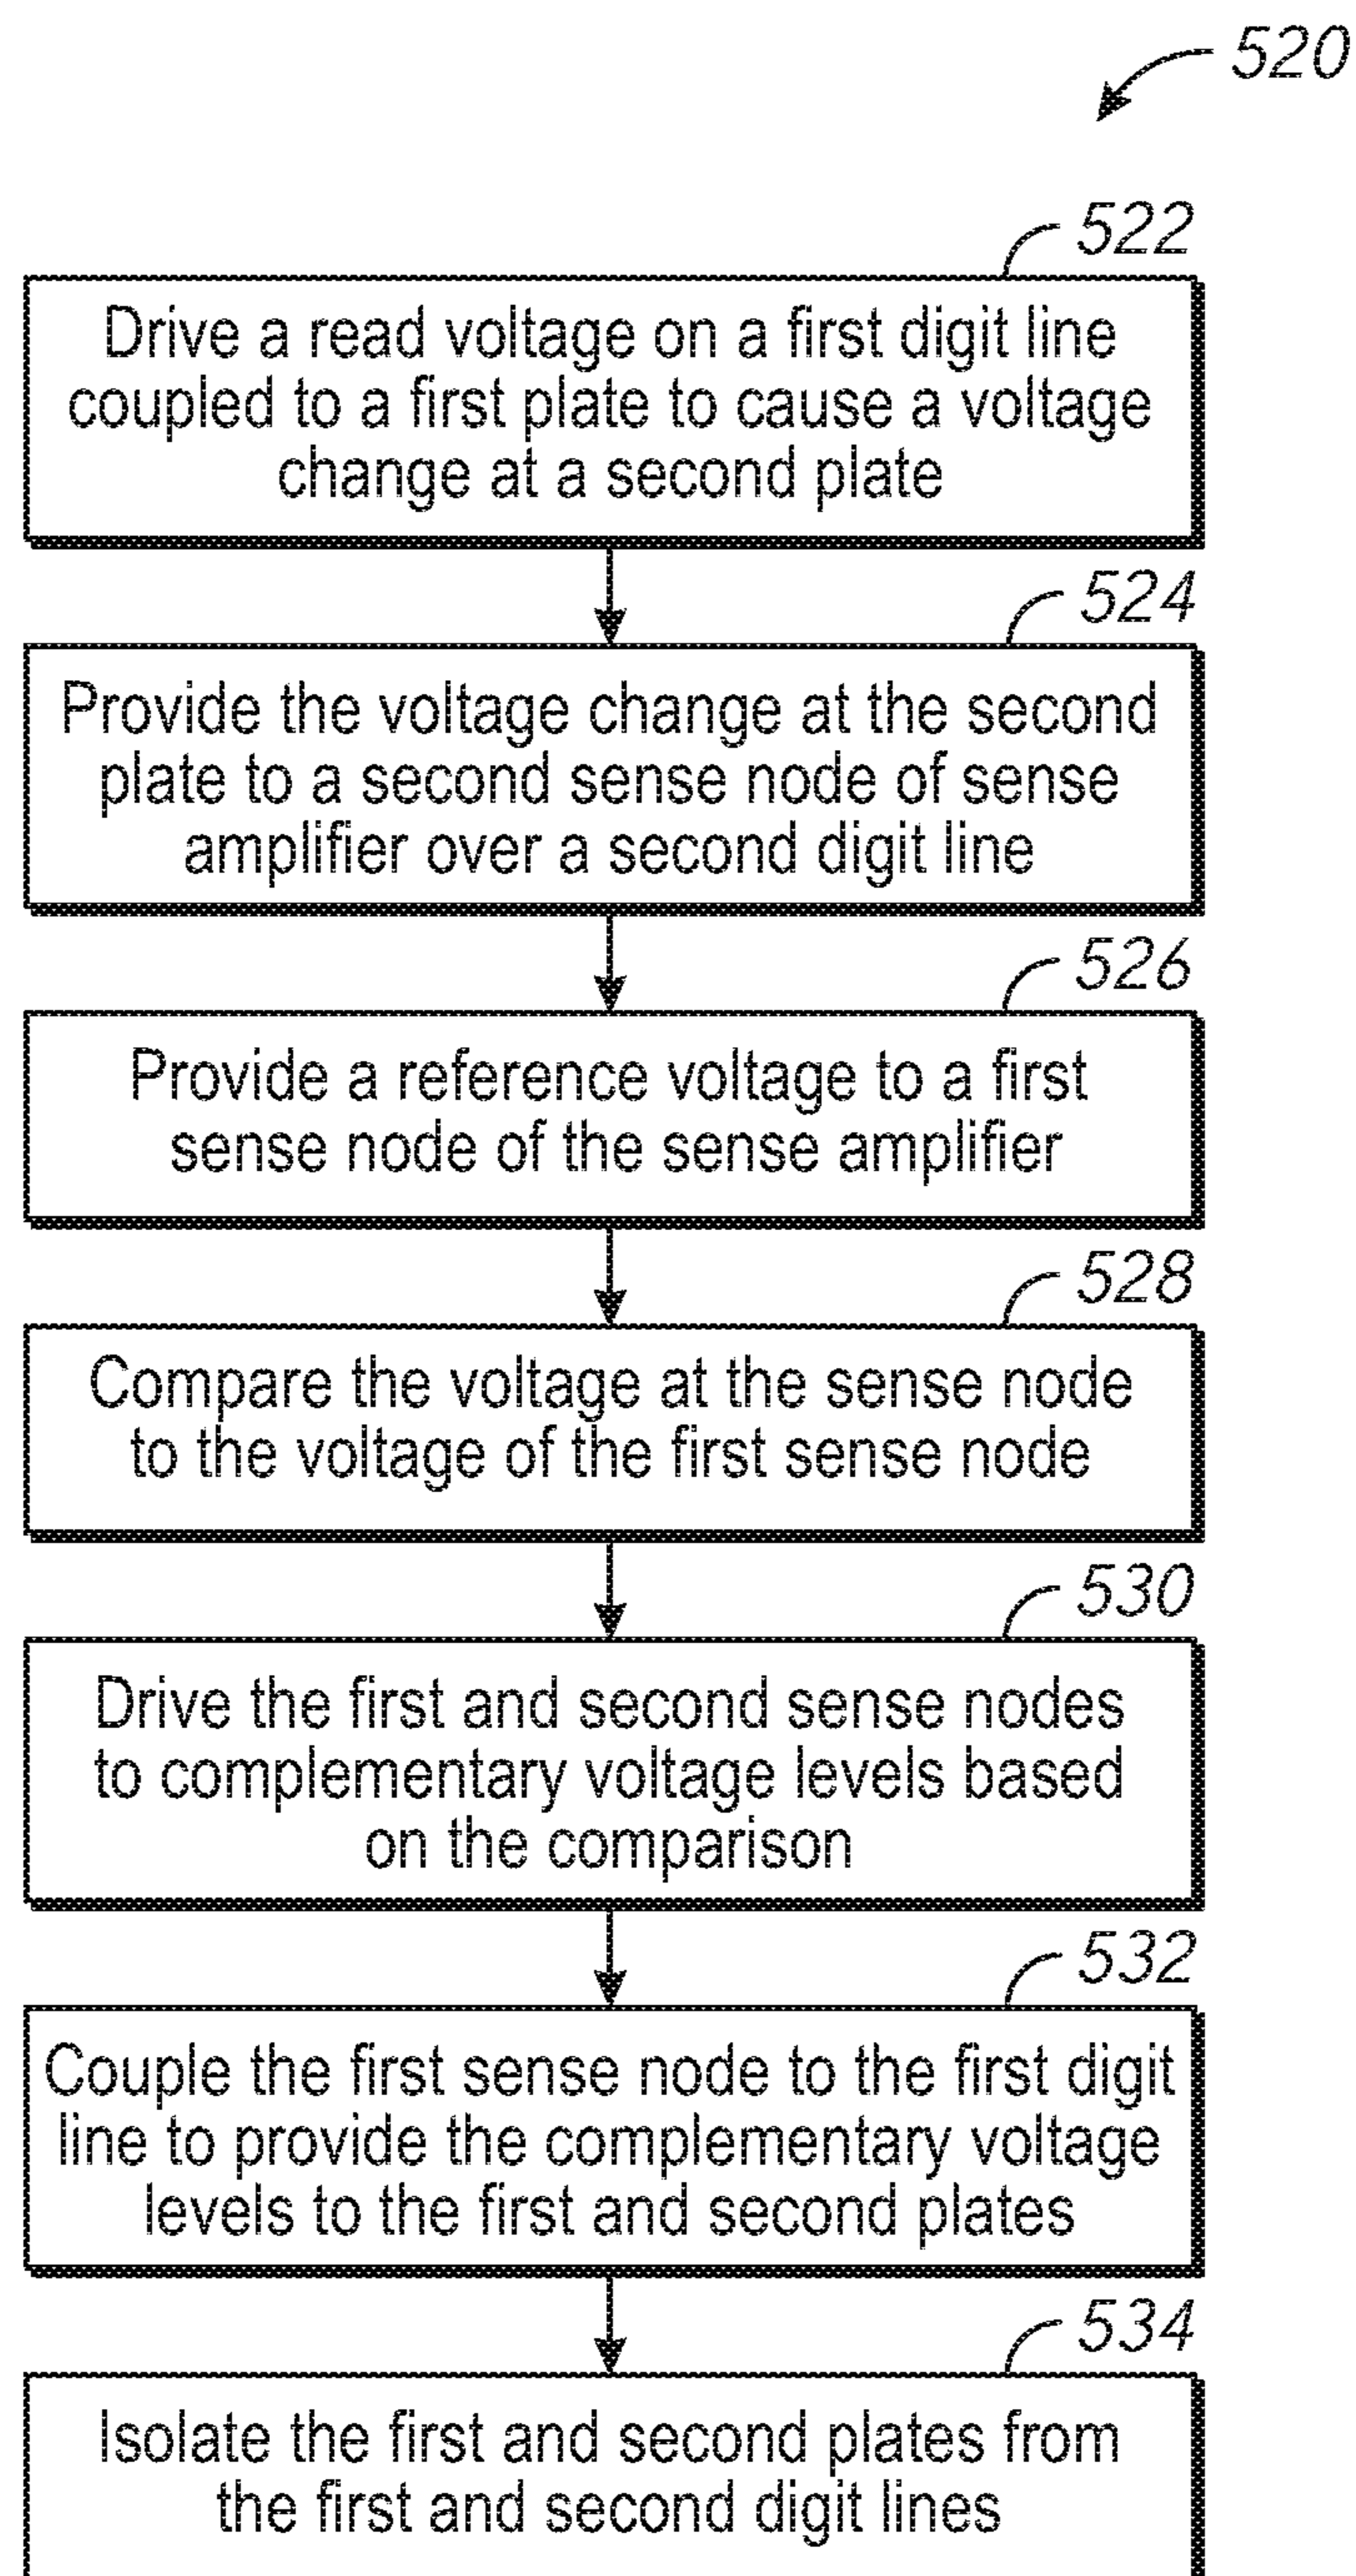 520
522
Drive a read voltage on a first digit line
coupled to a first plate to cause a voltage
change at a second plate
524
Provide the voltage change at the second
plate to a second sense node of sense
amplifier over a second digit line
526
Provide a reference voltage to a first
sense node of the sense amplifier
528
Compare the voltage at the sense node
to the voltage of the first sense node
530
Drive the first and second sense nodes
to complementary voltage levels based
on the comparison
532
Couple the first sense node to the first digit
line to provide the complementary voltage
levels to the first and second plates
534
Isolate the first and second plates from
the first and second digit lines